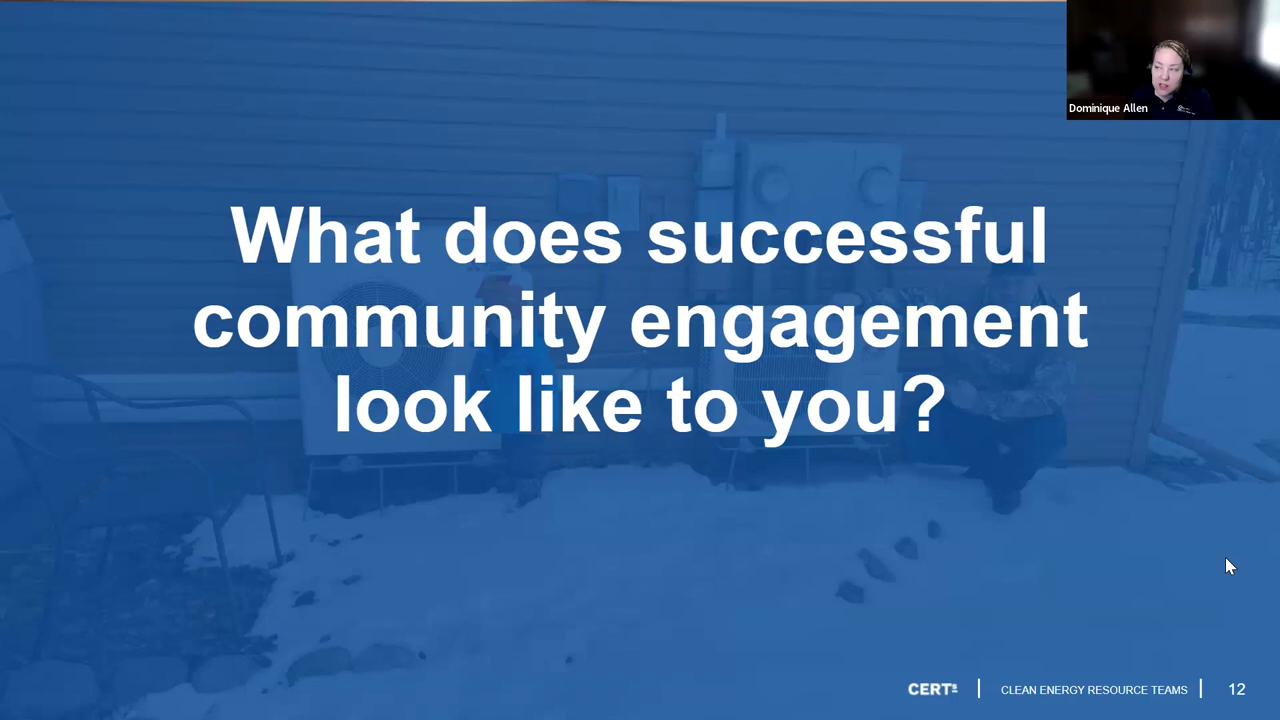 Dominique Allen
What does successful
community engagement
look like to you?
CERTs
CLEAN ENERGY RESOURCE TEAMS
12